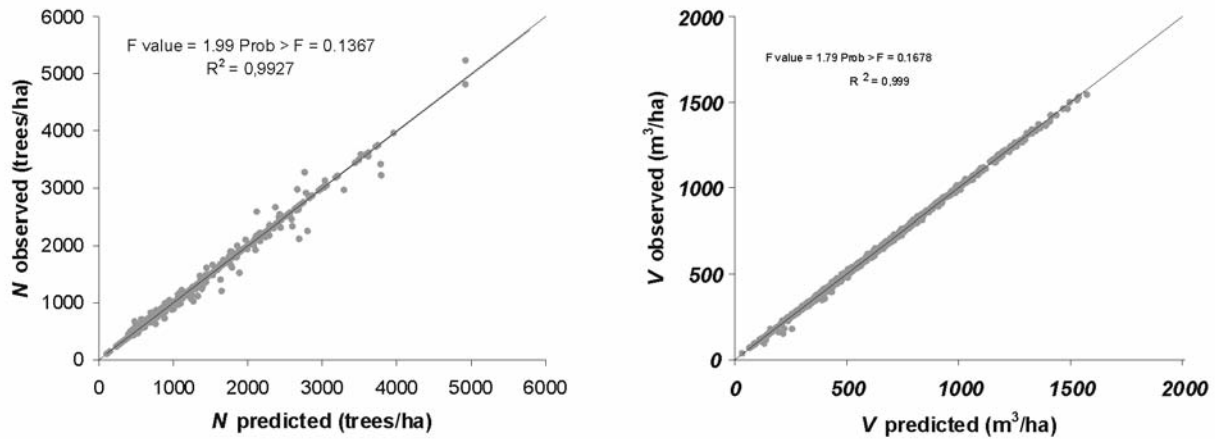 6000
5000
4000
3000
2000
1000
0
N observed (trees/ha)
F value = 1.99 Prob > F = 0.1367
R² = 0,9927
0 1000 2000 3000 4000 5000 6000
N predicted (trees/ha)
2000
1500
1000
500
0
V observed (m³/ha)
F value = 1.79 Prob > F = 0.1678
R ² = 0,999
0 500 1000 1500 2000
V predicted (m³/ha)